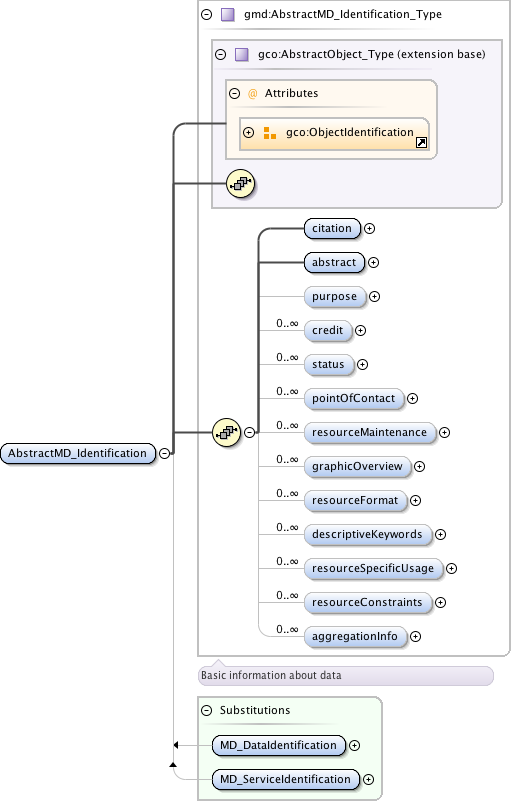 gmd:AbstractMD_Identification_Type
gco:AbstractObject_Type (extension base)
@ Attributes
gco:ObjectIdentification
citation
abstract
purpose
0..∞ credit
0..∞ status
0..∞ pointOfContact
0..∞ resourceMaintenance
0..∞ graphicOverview
0..∞ resourceFormat
0..∞ descriptiveKeywords
0..∞ resourceSpecificUsage
0..∞ resourceConstraints
0..∞ aggregationInfo
AbstractMD_Identification
Basic information about data
Substitutions
MD_DataIdentification
MD_ServiceIdentification